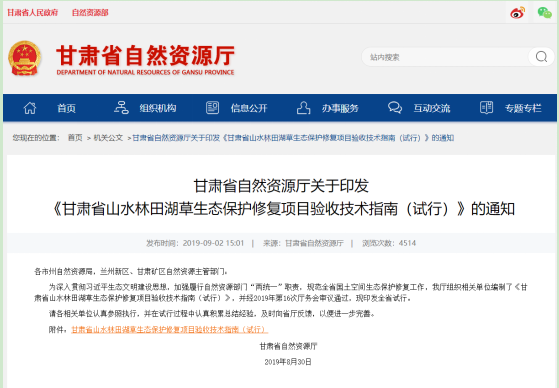 甘肃省人民政府 自然资源部
甘肃省自然资源厅
DEPARTMENT OF NATURAL RESOURCES OF GANSU PROVINCE
站内搜索
首页 组织机构 信息公开 办事服务 互动交流 专题专栏
您现在的位置： 首页 > 机关公文 >甘肃省自然资源厅关于印发《甘肃省山水林田湖草生态保护修复项目验收技术指南（试行）》的通知
甘肃省自然资源厅关于印发
《甘肃省山水林田湖草生态保护修复项目验收技术指南（试行）》的通知
发布时间：2019-09-02 15:01 | 来源：甘肃省自然资源厅 | 浏览次数：4514
各市州自然资源局，兰州新区、甘肃矿区自然资源主管部门。
为深入贯彻习近平生态文明建设思想，加强履行自然资源部门“两统一”职责，规范全省国土空间生态保护修复工作，我厅组织相关单位编制了《甘
肃省山水林田湖草生态保护修复项目验收技术指南（试行）》，并经2019年第16次厅务会审议通过，现印发全省试行。
请各相关单位认真参照执行，并在试行过程中认真积累总结经验，及时向省厅反馈，以便进一步完善。
附件：甘肃省山水林田湖草生态保护修复项目验收技术指南（试行）
甘肃省自然资源厅
2019年8月30日